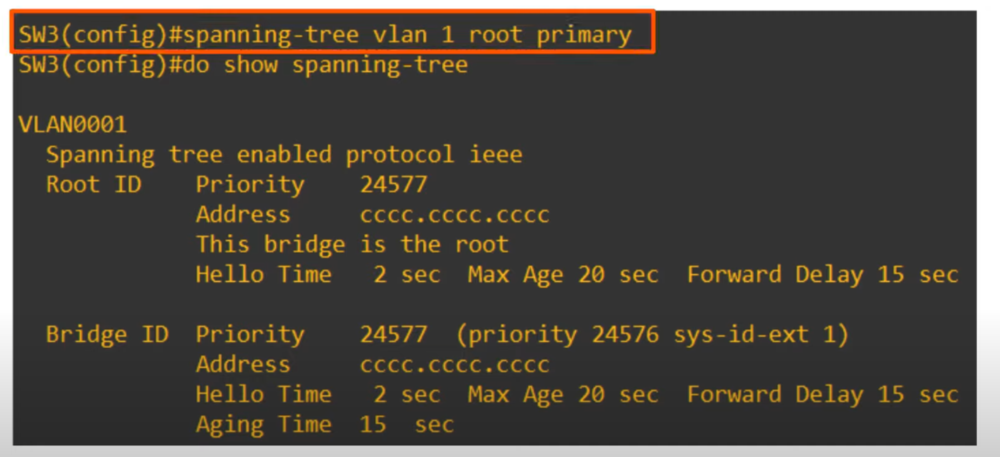 SW3(config)#spanning-tree vlan 1 root primary
SW3(config)#do show spanning-tree
VLAN0001
Spanning tree enabled protocol ieee
Root ID Priority 24577
Address cccc.cccc.cccc
This bridge is the root
Hello Time 2 sec Max Age 20 sec Forward Delay 15 sec
Bridge ID Priority 24577 (priority 24576 sys-id-ext 1)
Address cccc.cccc.cccc
Hello Time 2 sec Max Age 20 sec Forward Delay 15 sec
Aging Time 15 sec